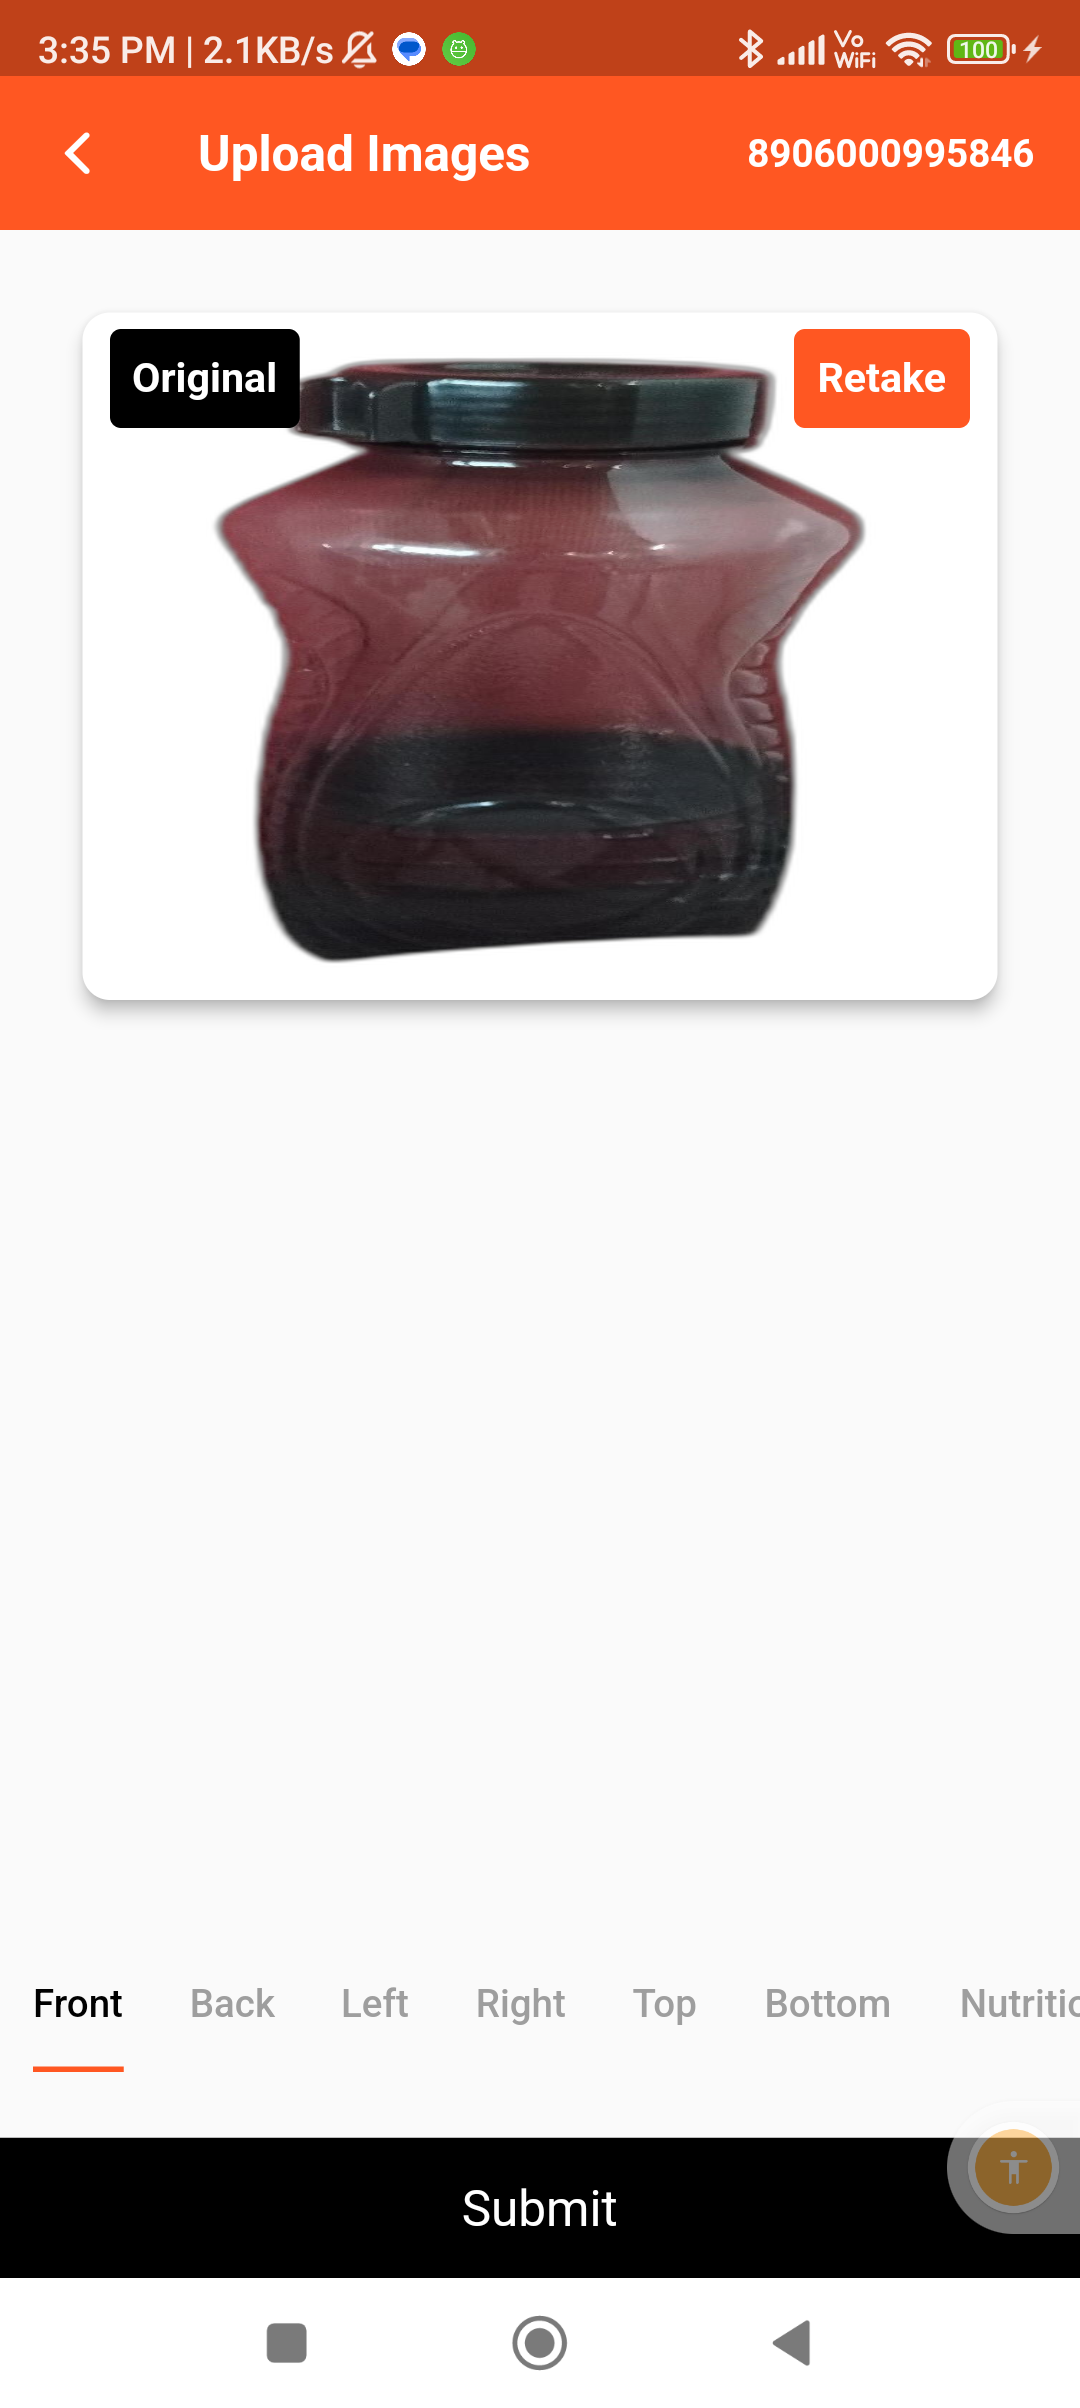 3:35 PM | 2.1KB/s
Vo
WiFi
100
Upload Images
8906000995846
Original
Retake
Front
Back
Left
Right
Top
Bottom
Nutritic
Submit